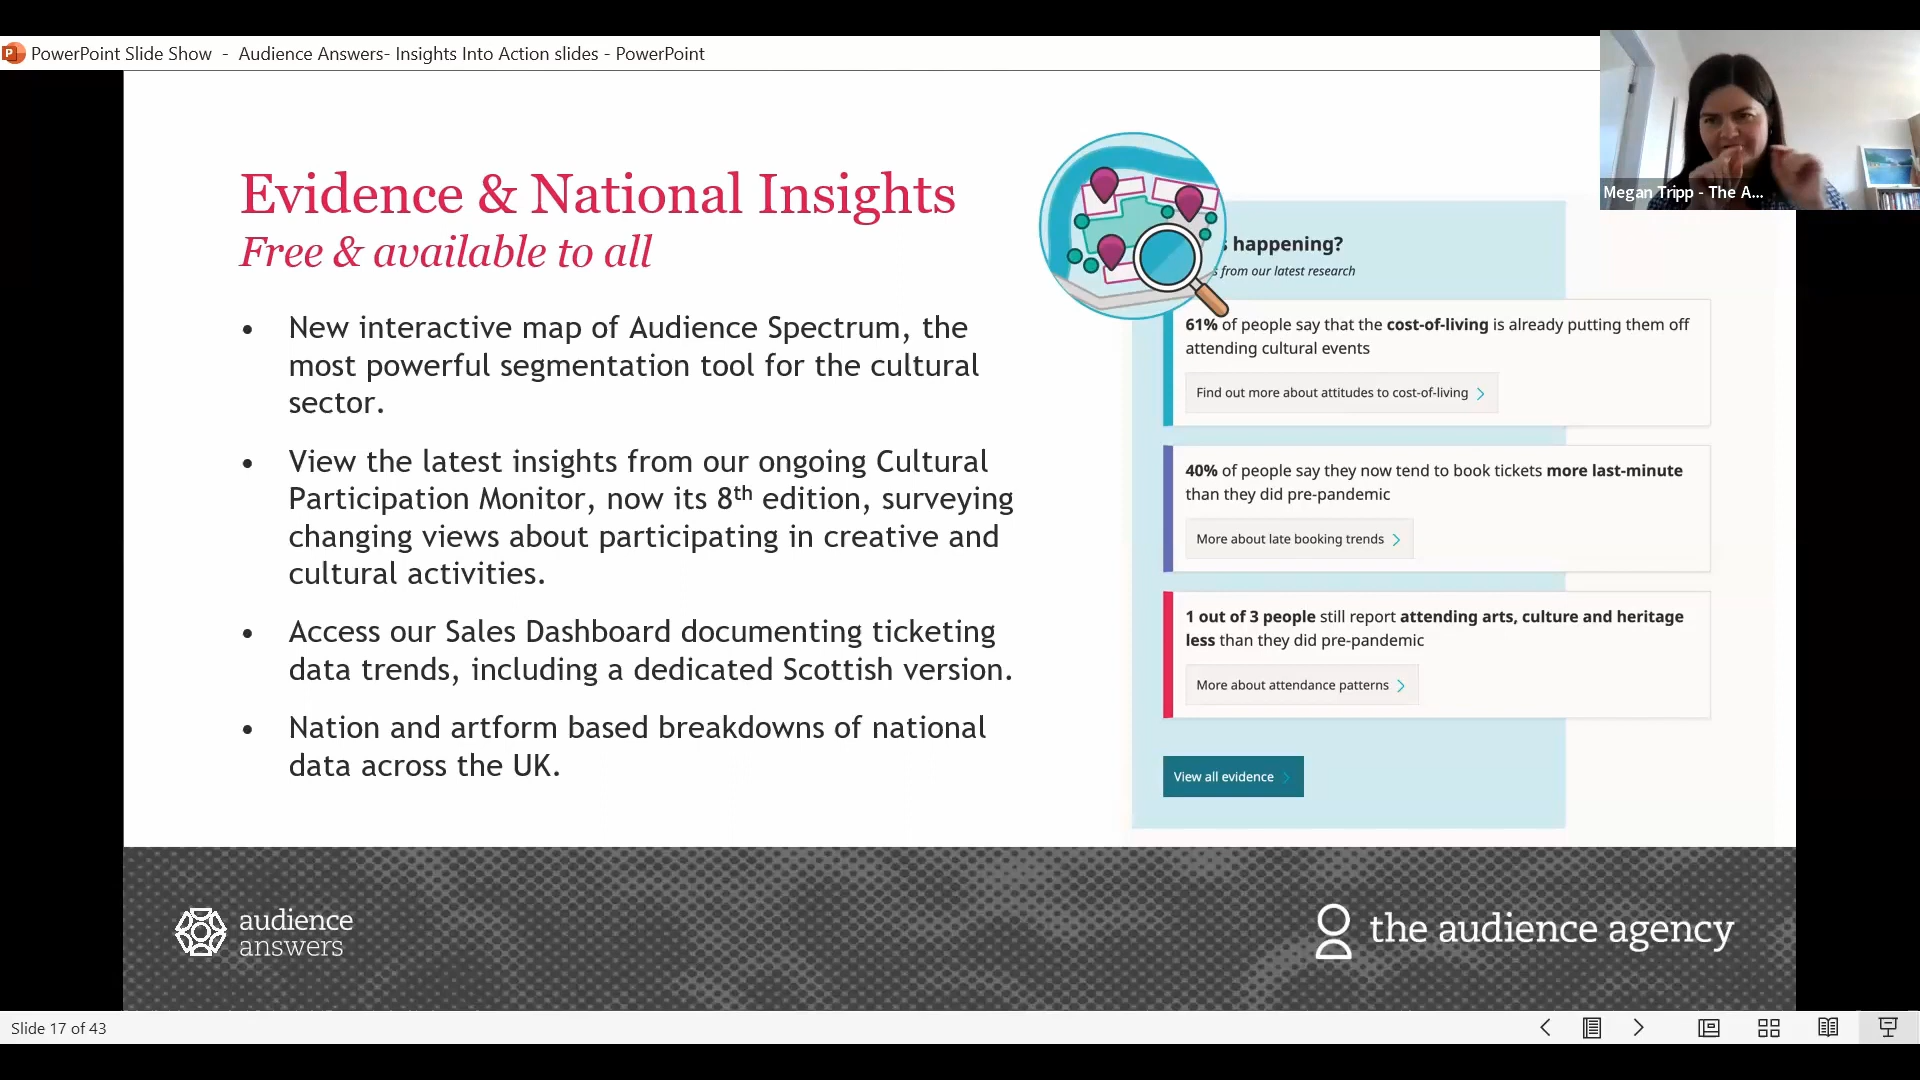 PowerPoint Slide Show - Audience Answers- Insights Into Action slides - PowerPoint
Megan Tripp - The A...
Evidence & National Insights
Free & available to all
• New interactive map of Audience Spectrum, the
most powerful segmentation tool for the cultural
sector.
• View the latest insights from our ongoing Cultural
Participation Monitor, now its 8th edition, surveying
changing views about participating in creative and
cultural activities.
• Access our Sales Dashboard documenting ticketing
data trends, including a dedicated Scottish version.
• Nation and artform based breakdowns of national
data across the UK.
happening?
from our latest research
61% of people say that the cost-of-living is already putting them off
attending cultural events
Find out more about attitudes to cost-of-living
40% of people say they now tend to book tickets more last-minute
than they did pre-pandemic
More about late booking trends
1 out of 3 people still report attending arts, culture and heritage
less than they did pre-pandemic
More about attendance patterns
View all evidence
audience
answers
the audience agency
Slide 17 of 43